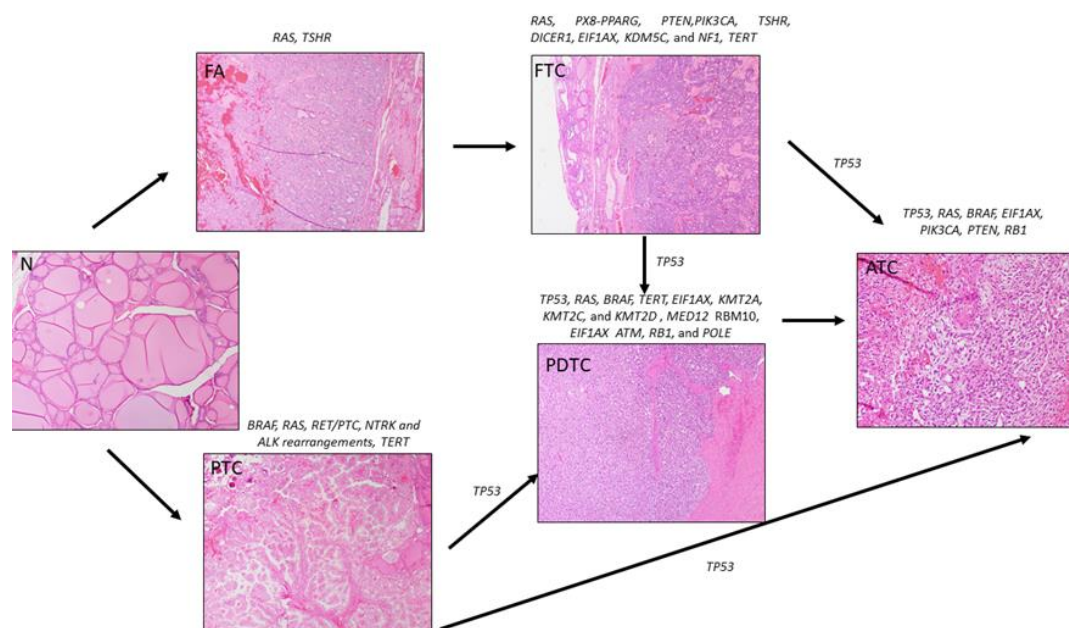 RAS, TSHR
FA
RAS, PX8-PPARG, PTEN,PIK3CA, TSHR,
DICER1, EIF1AX, KDM5C, and NF1, TERT
FTC
TP53
TP53, RAS, BRAF, EIF1AX,
PIK3CA, PTEN, RB1
ATC
N
TP53
TP53, RAS, BRAF, TERT, EIF1AX, KMT2A,
KMT2C, and KMT2D , MED12 RBM10,
EIF1AX ATM, RB1, and POLE
PDTC
BRAF, RAS, RET/PTC, NTRK and
ALK rearrangements, TERT
PTC
TP53
TP53